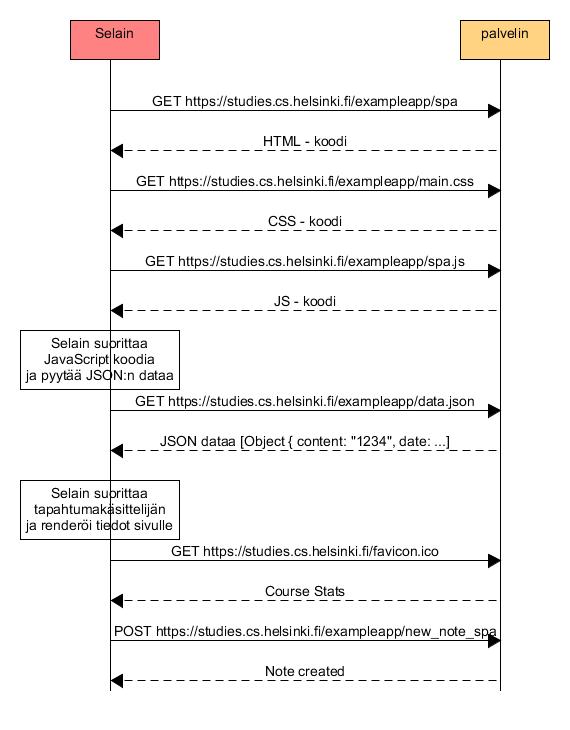 Selain
palvelin
GET https://studies.cs.helsinki.fi/exampleapp/spa
HTML - koodi
GET https://studies.cs.helsinki.fi/exampleapp/main.css
CSS - koodi
GET https://studies.cs.helsinki.fi/exampleapp/spa.js
JS - koodi
Selain suorittaa
JavaScript koodia
ja pyytää JSON:n dataa
GET https://studies.cs.helsinki.fi/exampleapp/data.json
JSON dataa [Object { content: "1234", date: ...]
Selain suorittaa
tapahtumakäsittelijän
ja renderöi tiedot sivulle
GET https://studies.cs.helsinki.fi/favicon.ico
Course Stats
POST https://studies.cs.helsinki.fi/exampleapp/new_note_spa
Note created